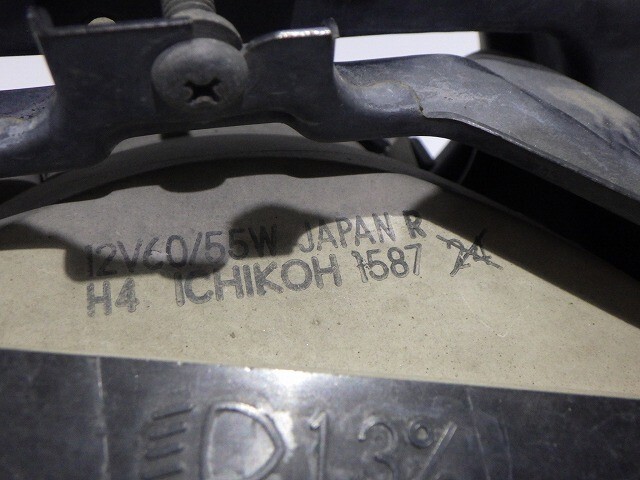 12V60/55W JAPAN R
H4 ICHIKOH 1587
1.3%